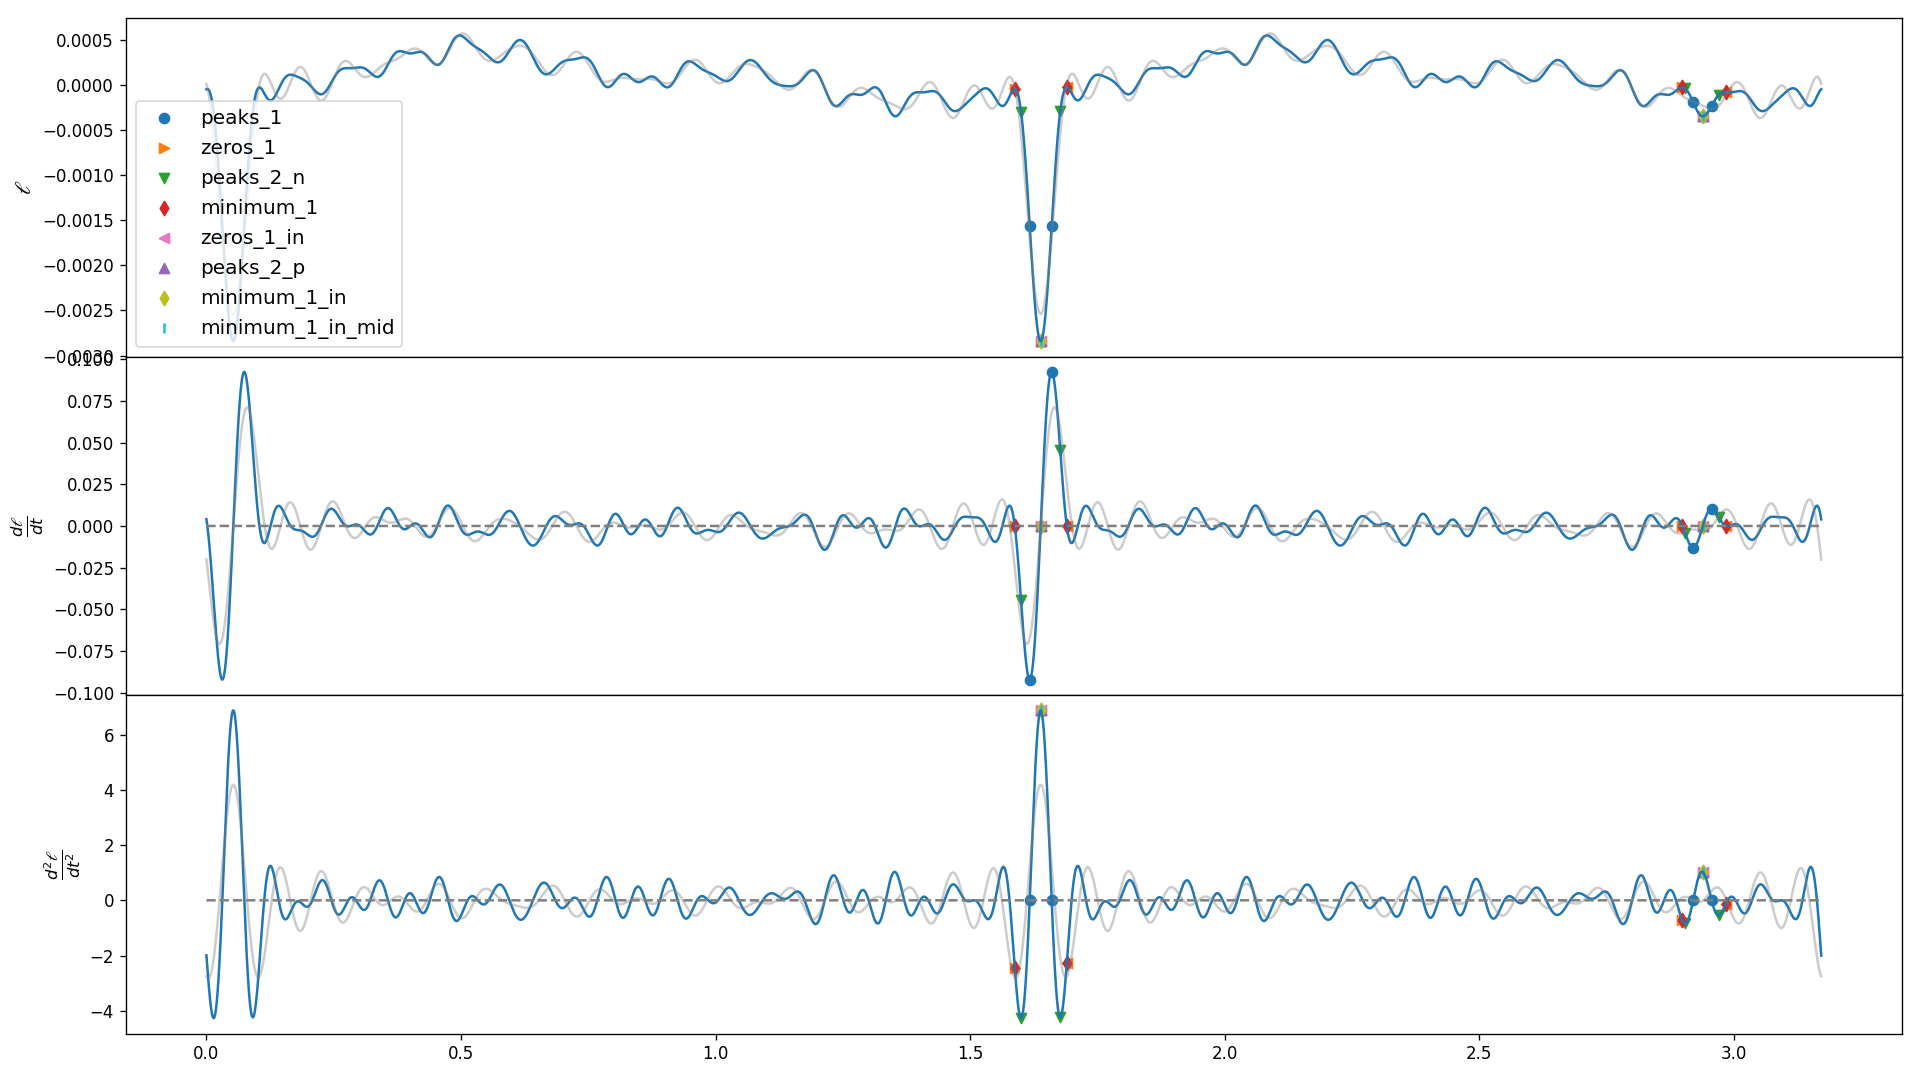 0.0005
0.0000
−0.0005
−0.0010
−0.0015
−0.0020
−0.0025
−0.0030
ℓ
peaks_1
zeros_1
peaks_2_n
minimum_1
zeros_1_in
peaks_2_p
minimum_1_in
minimum_1_in_mid
0.100
0.075
0.050
0.025
0.000
−0.025
−0.050
−0.075
−0.100
dℓ
dt
6
4
2
0
−2
−4
d²ℓ
dt²
0.0 0.5 1.0 1.5 2.0 2.5 3.0